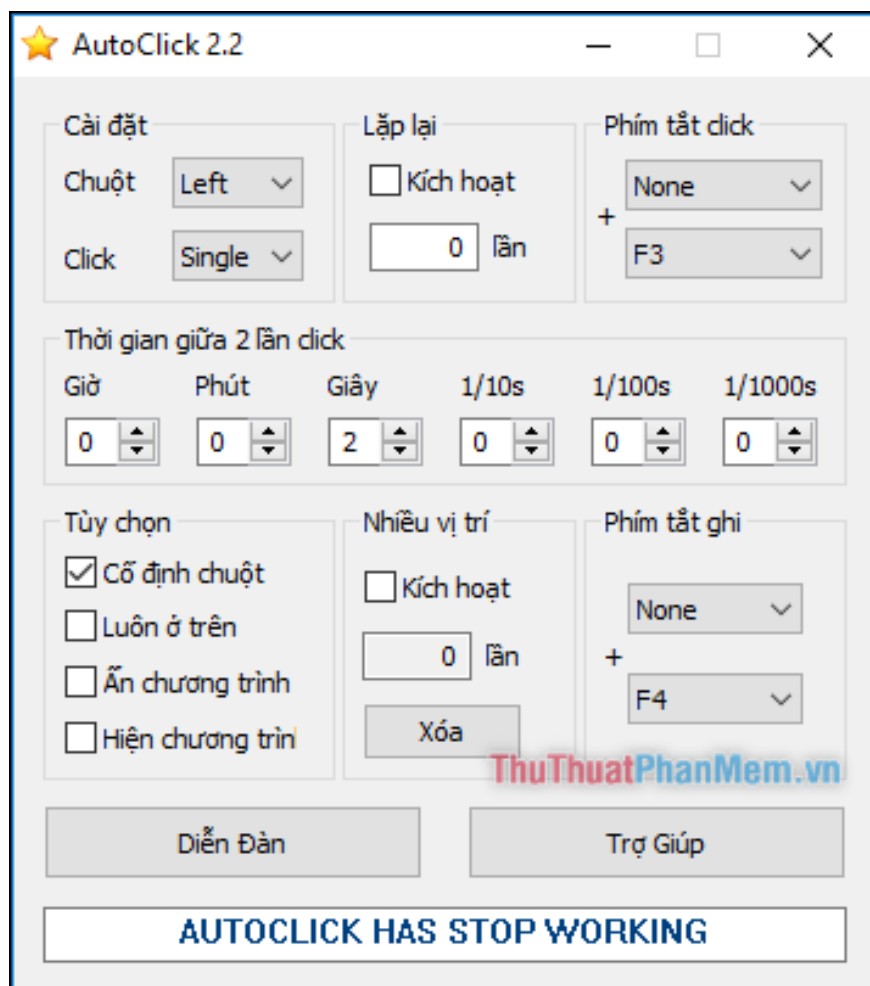 AutoClick 2.2
Cài đặt
Lặp lại
Phím tắt click
Chuột Left
Kích hoạt
None
+
Click Single
0 lần
F3
Thời gian giữa 2 lần click
Giờ Phút Giây 1/10s 1/100s 1/1000s
0 0 2 0 0 0
Tùy chọn
Nhiều vị trí
Phím tắt ghi
Cố định chuột
Kích hoạt
None
Luôn ở trên
0 lần
+
Ẩn chương trình
F4
Hiện chương trìn
Xóa
ThuThuatPhanMem.vn
Diễn Đàn
Trợ Giúp
AUTOCLICK HAS STOP WORKING